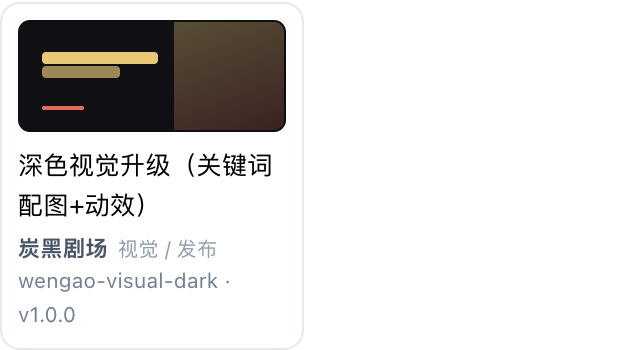 深色视觉升级（关键词
配图+动效）
炭黑剧场 视觉 / 发布
wengao-visual-dark ·
v1.0.0